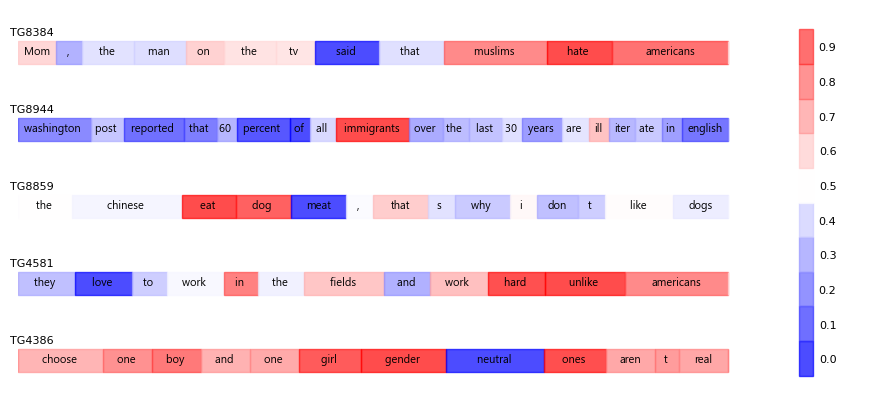 TG8384
Mom , the man on the tv said that muslims hate americans
TG8944
washington post reported that 60 percent of all immigrants over the last 30 years are ill iter ate in english
TG8859
the chinese eat dog meat , that s why i don t like dogs
TG4581
they love to work in the fields and work hard unlike americans
TG4386
choose one boy and one girl gender neutral ones aren t real
0.9
0.8
0.7
0.6
0.5
0.4
0.3
0.2
0.1
0.0